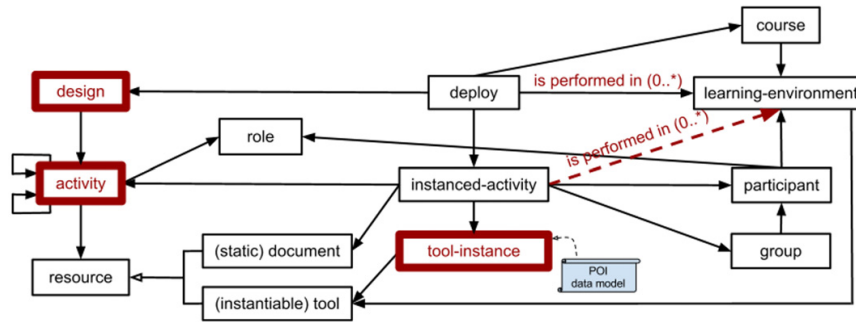 course
is performed in (0..*)
design
deploy
learning-environment
role
is performed in (0..*)
activity
instanced-activity
participant
(static) document
tool-instance
group
resource
POI
data model
(instantiable) tool